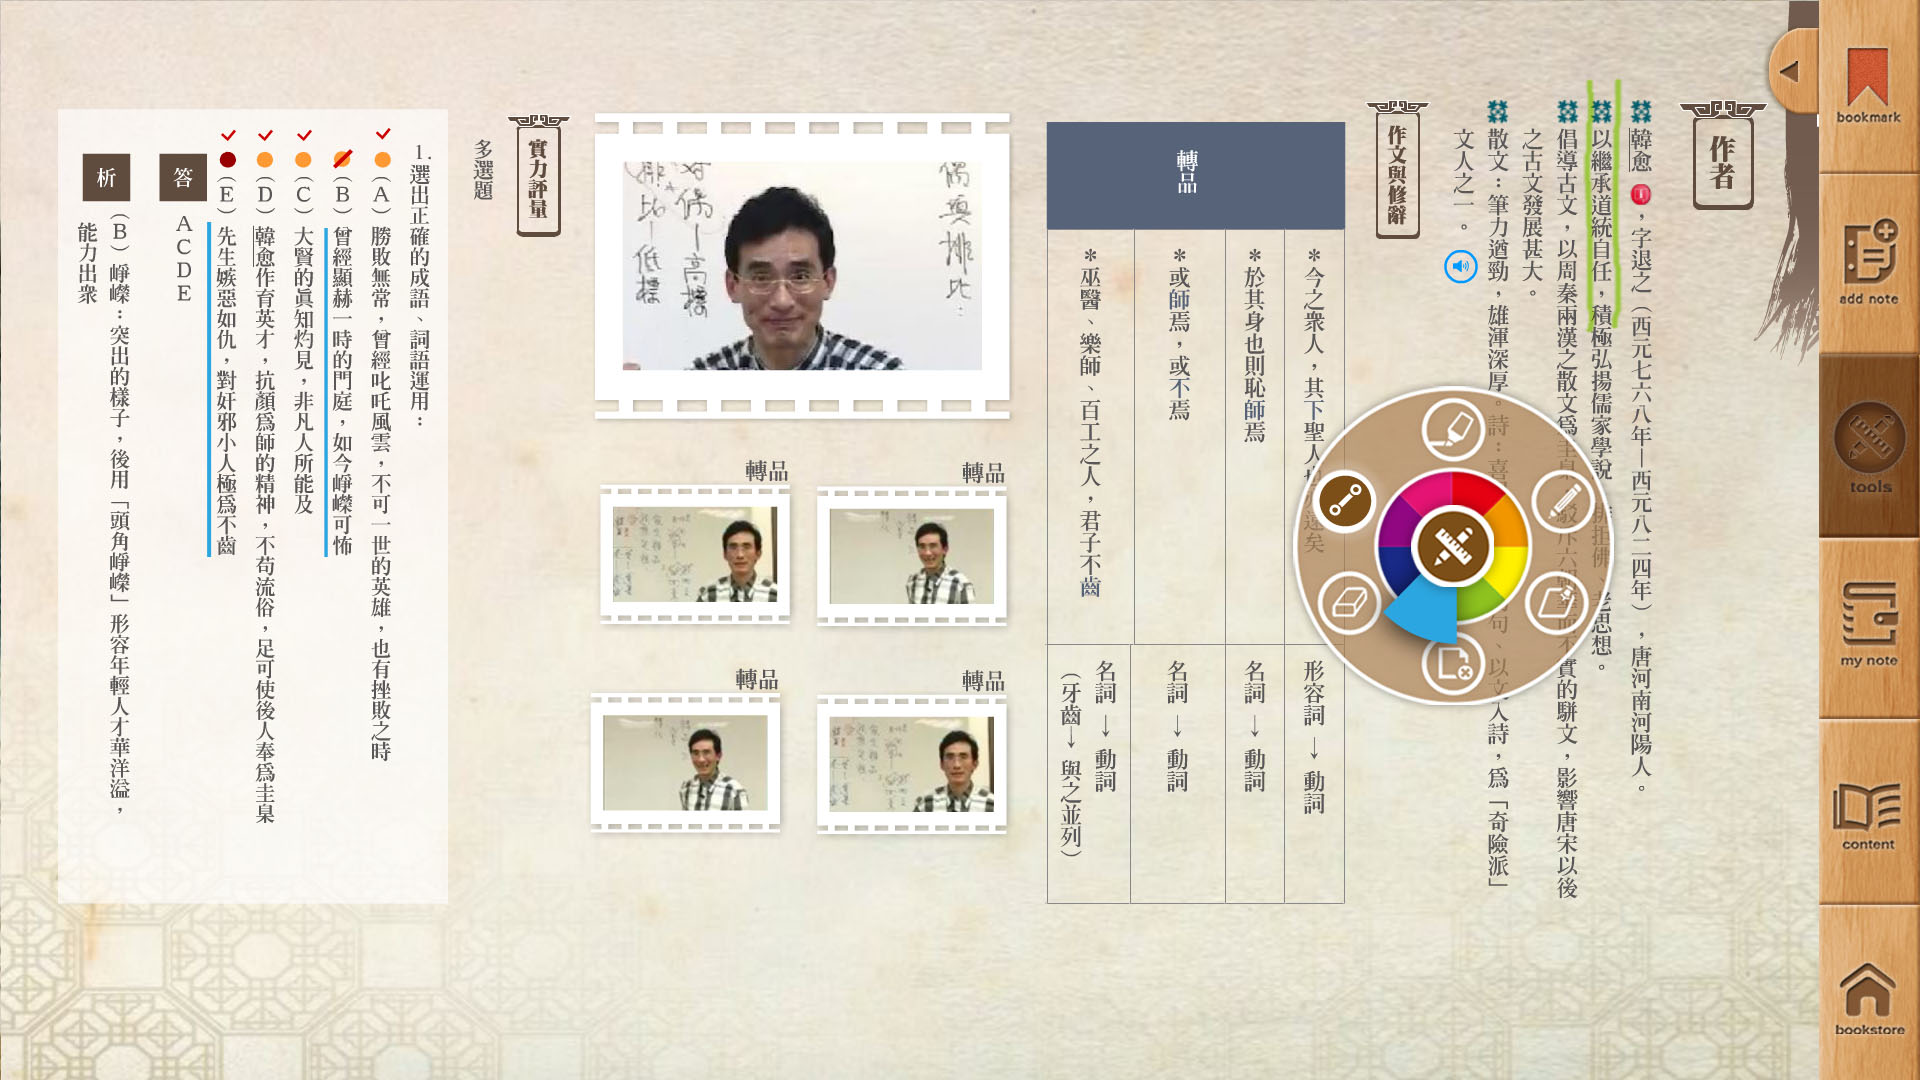 作者
韓愈,字退之(西元七六八年—西元八二四年),唐河南河陽人。
以繼承道統自任,積極弘揚儒家學說,排拒佛、老思想。
倡導古文,以周秦兩漢之散文為圭臬
實的駢文,影響唐宋以後
之古文發展甚大。
散文:筆力遒勁,雄渾深厚。詩:喜
句、以文入詩,為「奇險派」
文人之一。
作文與修辭
轉品
*今之眾人,其下聖人也
遠矣
形容詞→動詞
*於其身也則恥師焉
名詞→動詞
*或師焉,或不焉
名詞→動詞
*巫醫、樂師、百工之人,君子不齒
名詞→動詞
(牙齒→與之並列)
偶與排比:
對偶—高標
排比—低標
轉品
轉品
轉品
轉品
實力評量
多選題
1.選出正確的成語、詞語運用:
(A)勝敗無常,曾經叱吒風雲,不可一世的英雄,也有挫敗之時
(B)曾經顯赫一時的門庭,如今崢嶸可怖
(C)大賢的真知灼見,非凡人所能及
(D)韓愈作育英才,抗顏為師的精神,不苟流俗,足可使後人奉為圭臬
(E)先生嫉惡如仇,對奸邪小人極為不齒
答
ACDE
析
(B)崢嶸:突出的樣子,後用「頭角崢嶸」形容年輕人才華洋溢,
能力出眾
bookmark
add note
tools
my note
content
bookstore